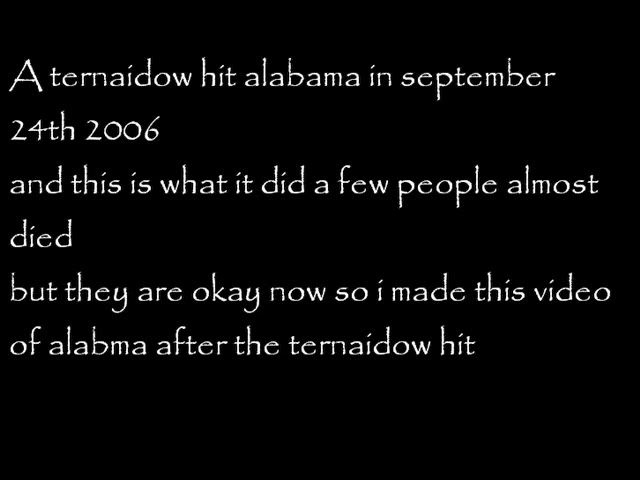 A ternaidow hit alabama in september
24th 2006
and this is what it did a few people almost
died
but they are okay now so i made this video
of alabma after the ternaidow hit